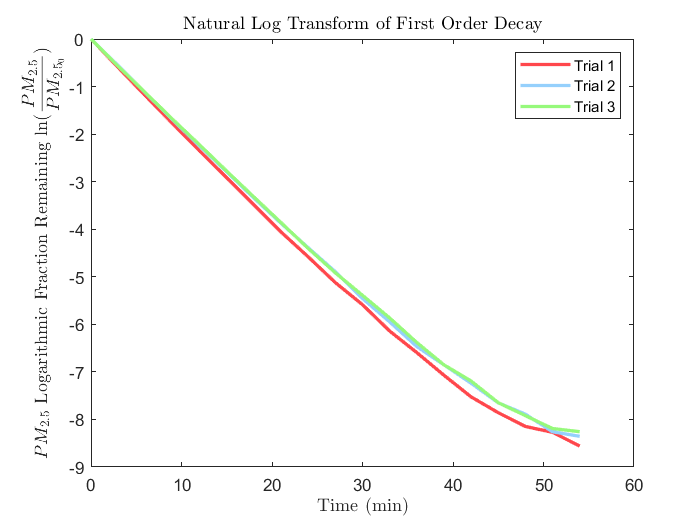 Natural Log Transform of First Order Decay
PM2.5 Logarithmic Fraction Remaining ln(PM2.5/PM2.50)
0
-1
-2
-3
-4
-5
-6
-7
-8
-9
Trial 1
Trial 2
Trial 3
0 10 20 30 40 50 60
Time (min)